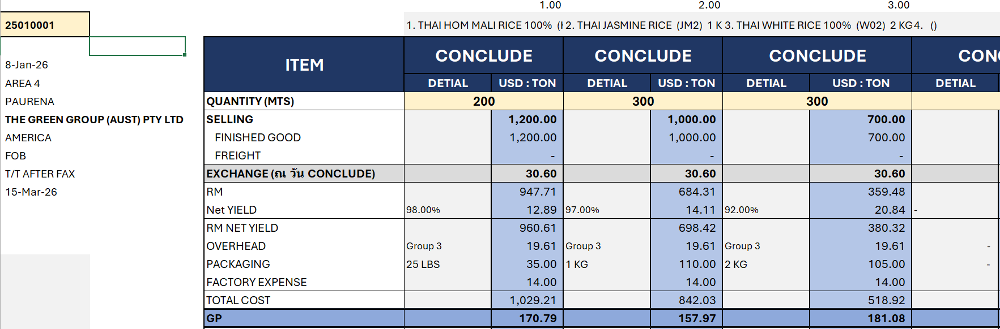 1.00 2.00 3.00
25010001 1. THAI HOM MALI RICE 100% ( 2. THAI JASMINE RICE (JM2) 1 K 3. THAI WHITE RICE 100% (W02) 2 KG 4. ()
ITEM CONCLUDE CONCLUDE CONCLUDE CON
8-Jan-26
AREA 4 DETIAL USD : TON DETIAL USD : TON DETIAL USD : TON DETIAL
PAURENA QUANTITY (MTS) 200 300 300
THE GREEN GROUP (AUST) PTY LTD SELLING 1,200.00 1,000.00 700.00
AMERICA FINISHED GOOD 1,200.00 1,000.00 700.00
FOB FREIGHT - - -
T/T AFTER FAX EXCHANGE (ณ วัน CONCLUDE) 30.60 30.60 30.60
15-Mar-26 RM 947.71 684.31 359.48
Net YIELD 98.00% 12.89 97.00% 14.11 92.00% 20.84 -
RM NET YIELD 960.61 698.42 380.32
OVERHEAD Group 3 19.61 Group 3 19.61 Group 3 19.61 -
PACKAGING 25 LBS 35.00 1 KG 110.00 2 KG 105.00 -
FACTORY EXPENSE 14.00 14.00 14.00
TOTAL COST 1,029.21 842.03 518.92
GP 170.79 157.97 181.08